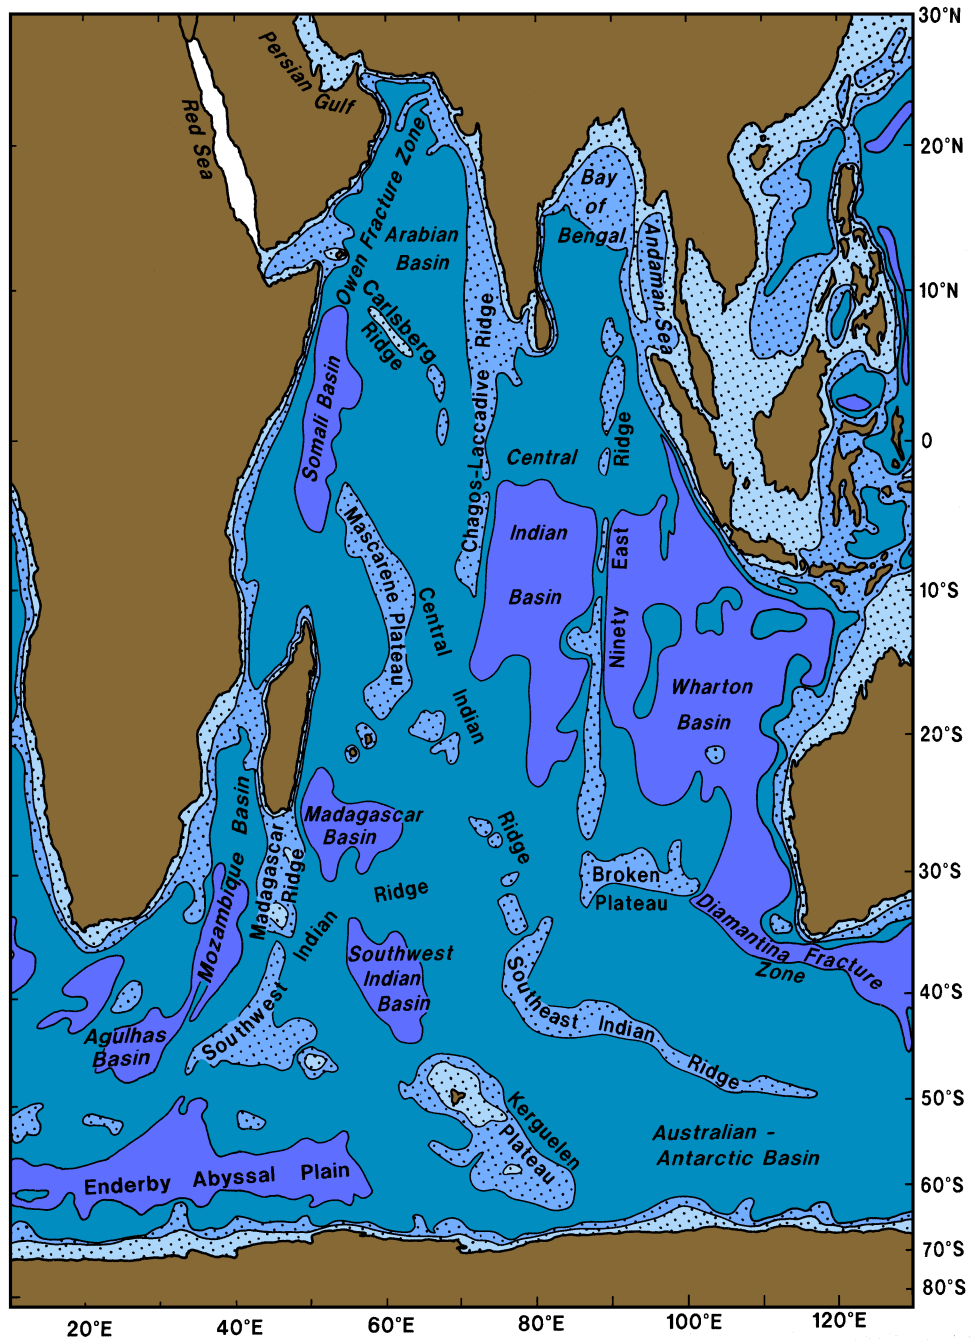 30°N
Persian Gulf
Red Sea
20°N
Owen Fracture Zone
Bay
of
Bengal
Arabian
Basin
Andaman Sea
10°N
Carlsberg
Ridge
Chagos-Laccadive Ridge
Somali Basin
0
Central
Indian
Basin
Ninety East Ridge
Mascarene Plateau
10°S
Central
Indian
Ridge
Wharton
Basin
20°S
Madagascar
Basin
Mozambique Basin
Madagascar
Ridge
30°S
Broken
Plateau
Southwest
Indian
Ridge
Diamantina Fracture
Zone
Southwest
Indian
Basin
40°S
Southeast Indian Ridge
Agulhas
Basin
50°S
Kerguelen
Plateau
Australian -
Antarctic Basin
Enderby Abyssal Plain
60°S
70°S
80°S
20°E
40°E
60°E
80°E
100°E
120°E